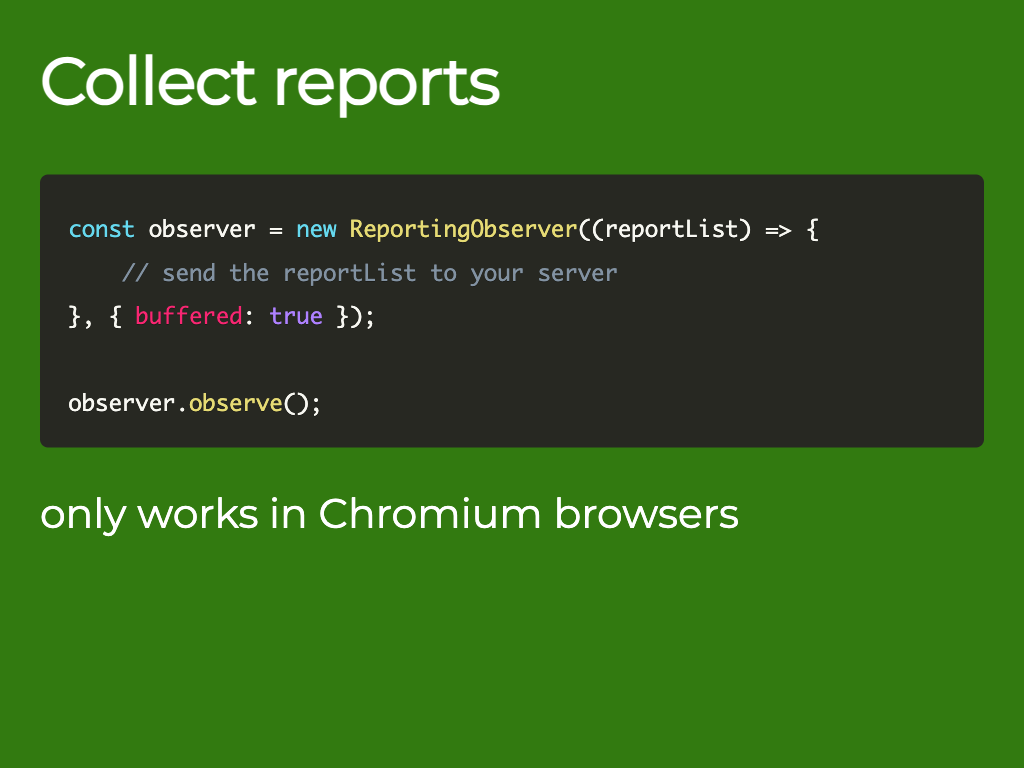 Collect reports
const observer = new ReportingObserver((reportList) => {
    // send the reportList to your server
}, { buffered: true });
observer.observe();
only works in Chromium browsers